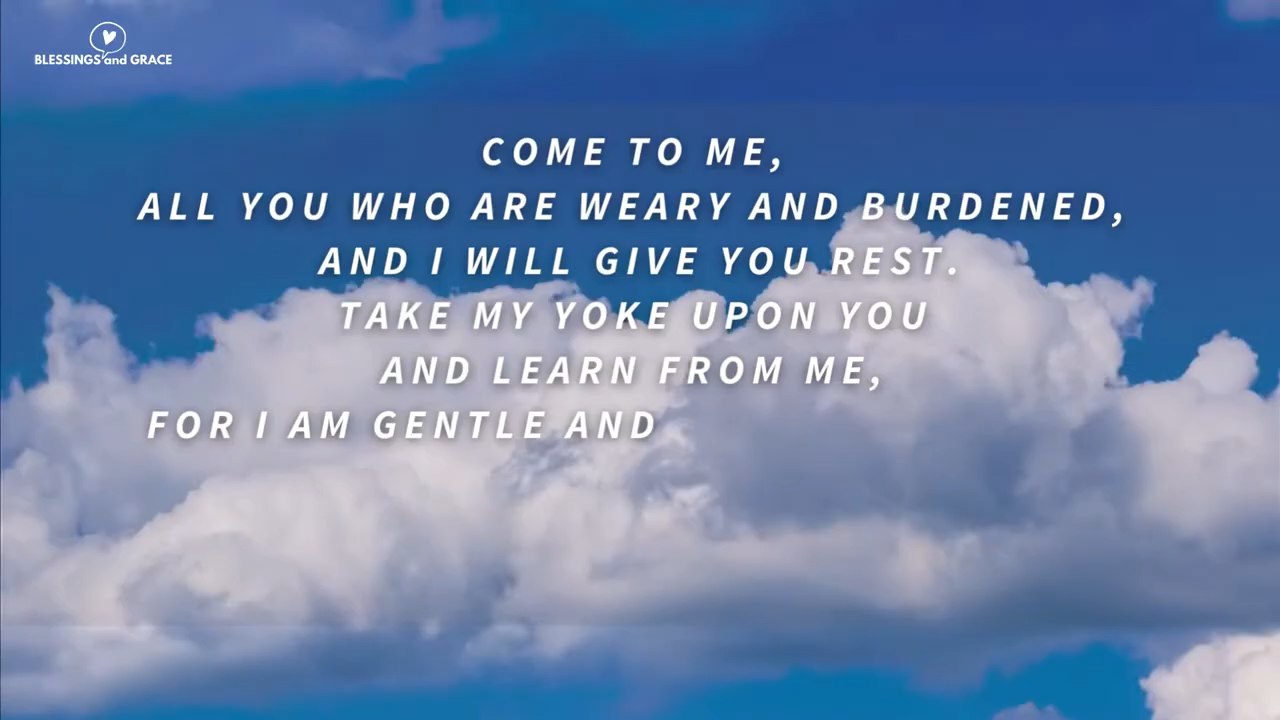 BLESSINGS and GRACE
COME TO ME,
ALL YOU WHO ARE WEARY AND BURDENED,
AND I WILL GIVE YOU REST.
TAKE MY YOKE UPON YOU
AND LEARN FROM ME,
FOR I AM GENTLE AND